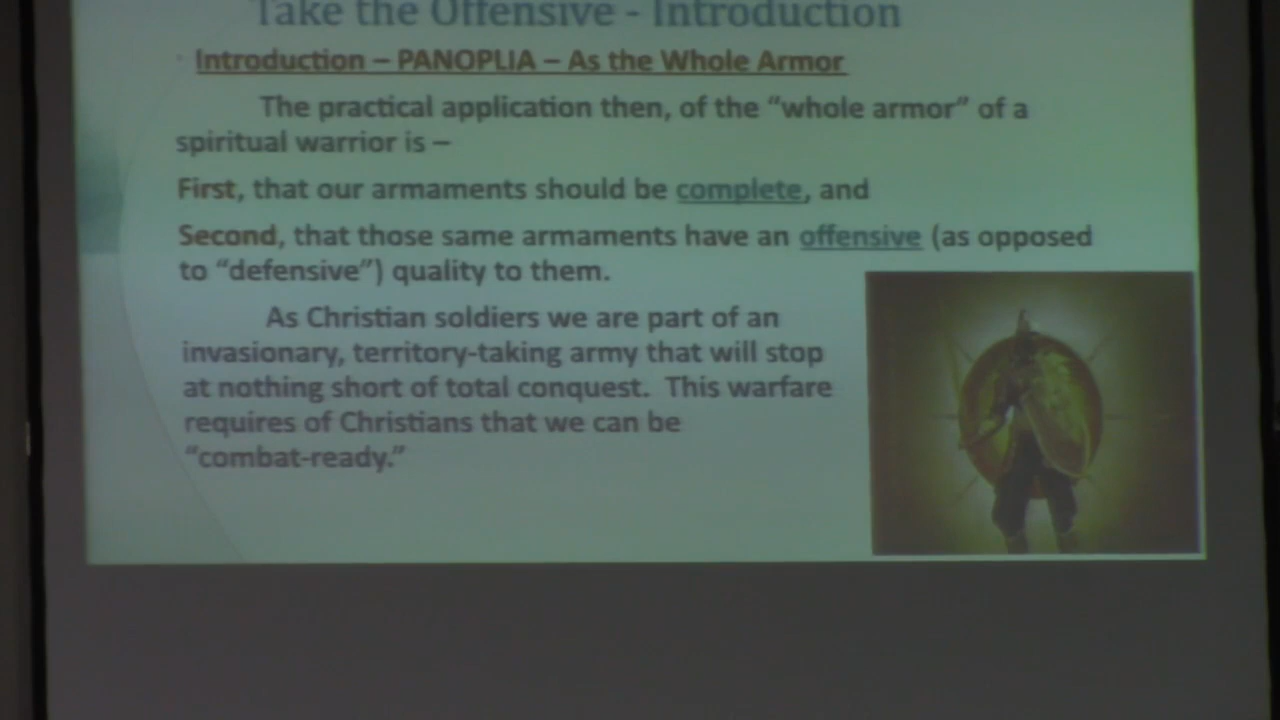 Take the Offensive - Introduction
Introduction – PANOPLIA – As the Whole Armor
The practical application then, of the “whole armor” of a
spiritual warrior is –
First, that our armaments should be complete, and
Second, that those same armaments have an offensive (as opposed
to “defensive”) quality to them.
As Christian soldiers we are part of an
invasionary, territory-taking army that will stop
at nothing short of total conquest.  This warfare
requires of Christians that we can be
“combat-ready.”